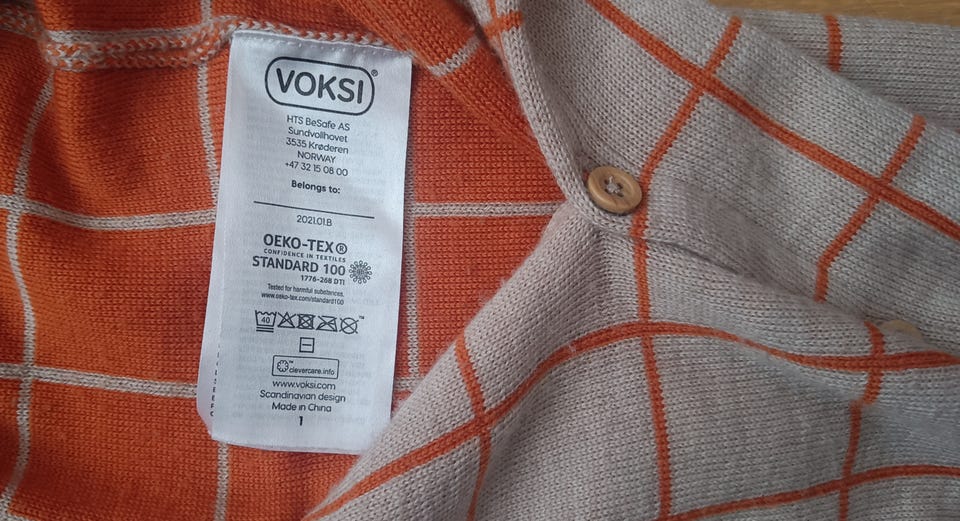 VOKSI®
HTS BeSafe AS
Sundvollhovet
3535 Krøderen
NORWAY
+47 32 15 08 00
Belongs to:
2021.01.B
OEKO-TEX®
CONFIDENCE IN TEXTILES
STANDARD 100
1776-268 DTI
Tested for harmful substances.
www.oeko-tex.com/standard100
40
™
clevercare.info
www.voksi.com
Scandinavian design
Made in China
1